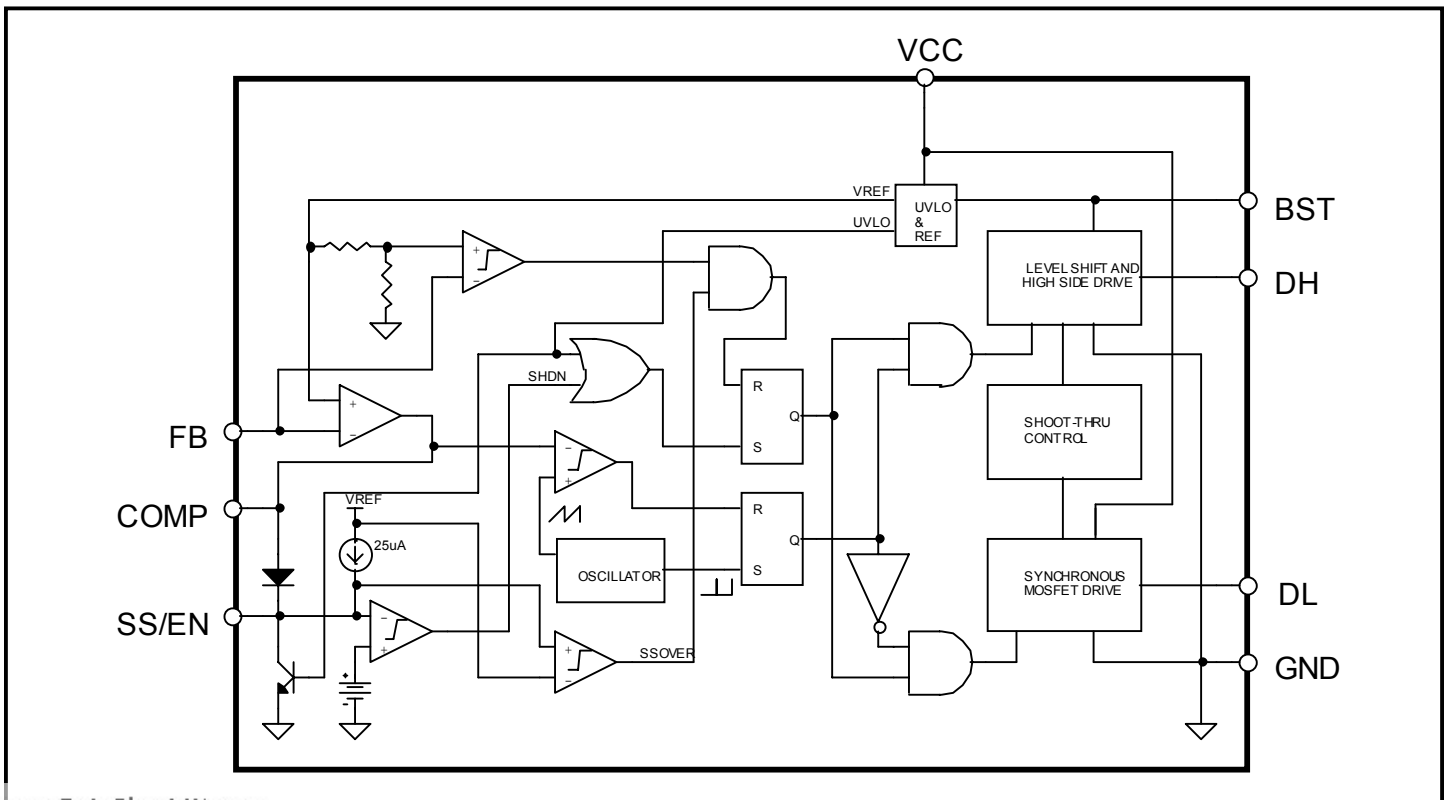 VCC
VREF
UVLO
UVLO
&
REF
BST
LEVEL SHIFT AND
HIGH SIDE DRIVE
DH
+
−
SHDN
R
Q
S
SHOOT-THRU
CONTROL
+
−
FB
−
+
COMP
VREF
25uA
R
Q
S
OSCILLATOR
SYNCHRONOUS
MOSFET DRIVE
DL
SS/EN
−
+
+
−
SSOVER
GND
+
-